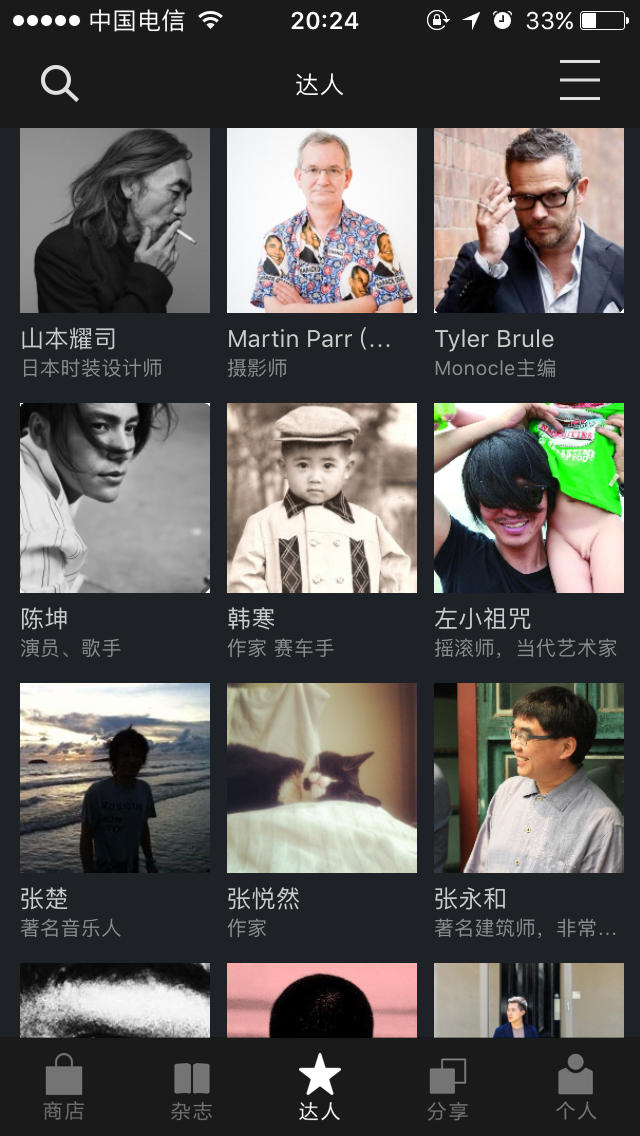 中国电信 20:24 33%
达人
山本耀司 Martin Parr (... Tyler Brule
日本时装设计师 摄影师 Monocle主编
陈坤 韩寒 左小祖咒
演员、歌手 作家 赛车手 摇滚师，当代艺术家
张楚 张悦然 张永和
著名音乐人 作家 著名建筑师，非常...
商店 杂志 达人 分享 个人